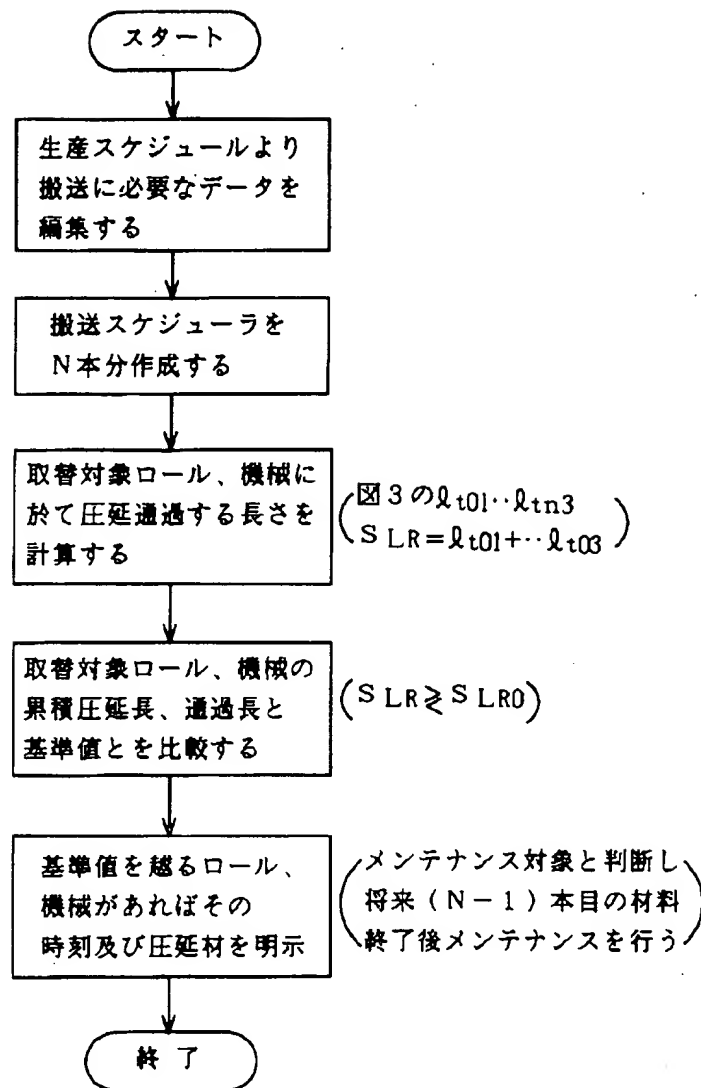 スタート
生産スケジュールより
搬送に必要なデータを
編集する
搬送スケジューラを
N本分作成する
取替対象ロール、機械に
於て圧延通過する長さを
計算する
(図3のℓt01‥ℓtn3
SLR=ℓt01+‥ℓt03)
取替対象ロール、機械の
累積圧延長、通過長と
基準値とを比較する
(SLR≷SLR0)
基準値を越るロール、
機械があればその
時刻及び圧延材を明示
(メンテナンス対象と判断し
将来(N-1)本目の材料
終了後メンテナンスを行う)
終了